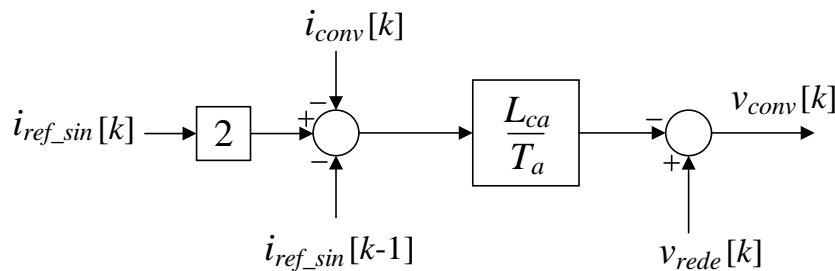 i_conv[k]
i_ref_sin[k]
2
+
−
−
L_ca
T_a
−
+
v_conv[k]
i_ref_sin[k-1]
v_rede[k]